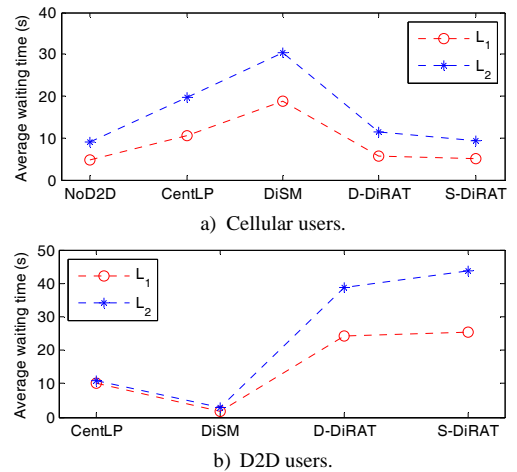 Average waiting time (s)
40
30
20
10
0
L1
L2
NoD2D CentLP DiSM D-DiRAT S-DiRAT
a) Cellular users.
Average waiting time (s)
50
40
30
20
10
0
L1
L2
CentLP DiSM D-DiRAT S-DiRAT
b) D2D users.